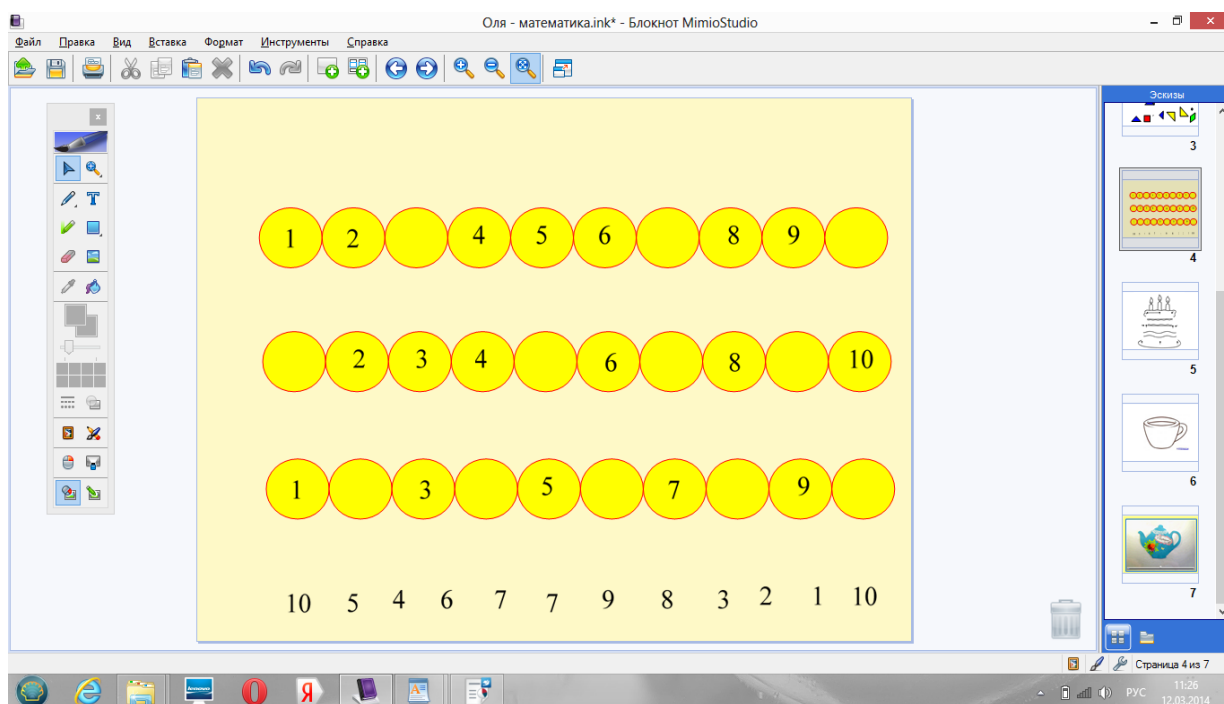 Оля - математика.ink* - Блокнот MimioStudio
Файл Правка Вид Вставка Формат Инструменты Справка
Эскизы
3
1 2 4 5 6 8 9
4
2 3 4 6 8 10
5
1 3 5 7 9
6
10 5 4 6 7 7 9 8 3 2 1 10
7
Страница 4 из 7
РУС
11:26
12.03.2014